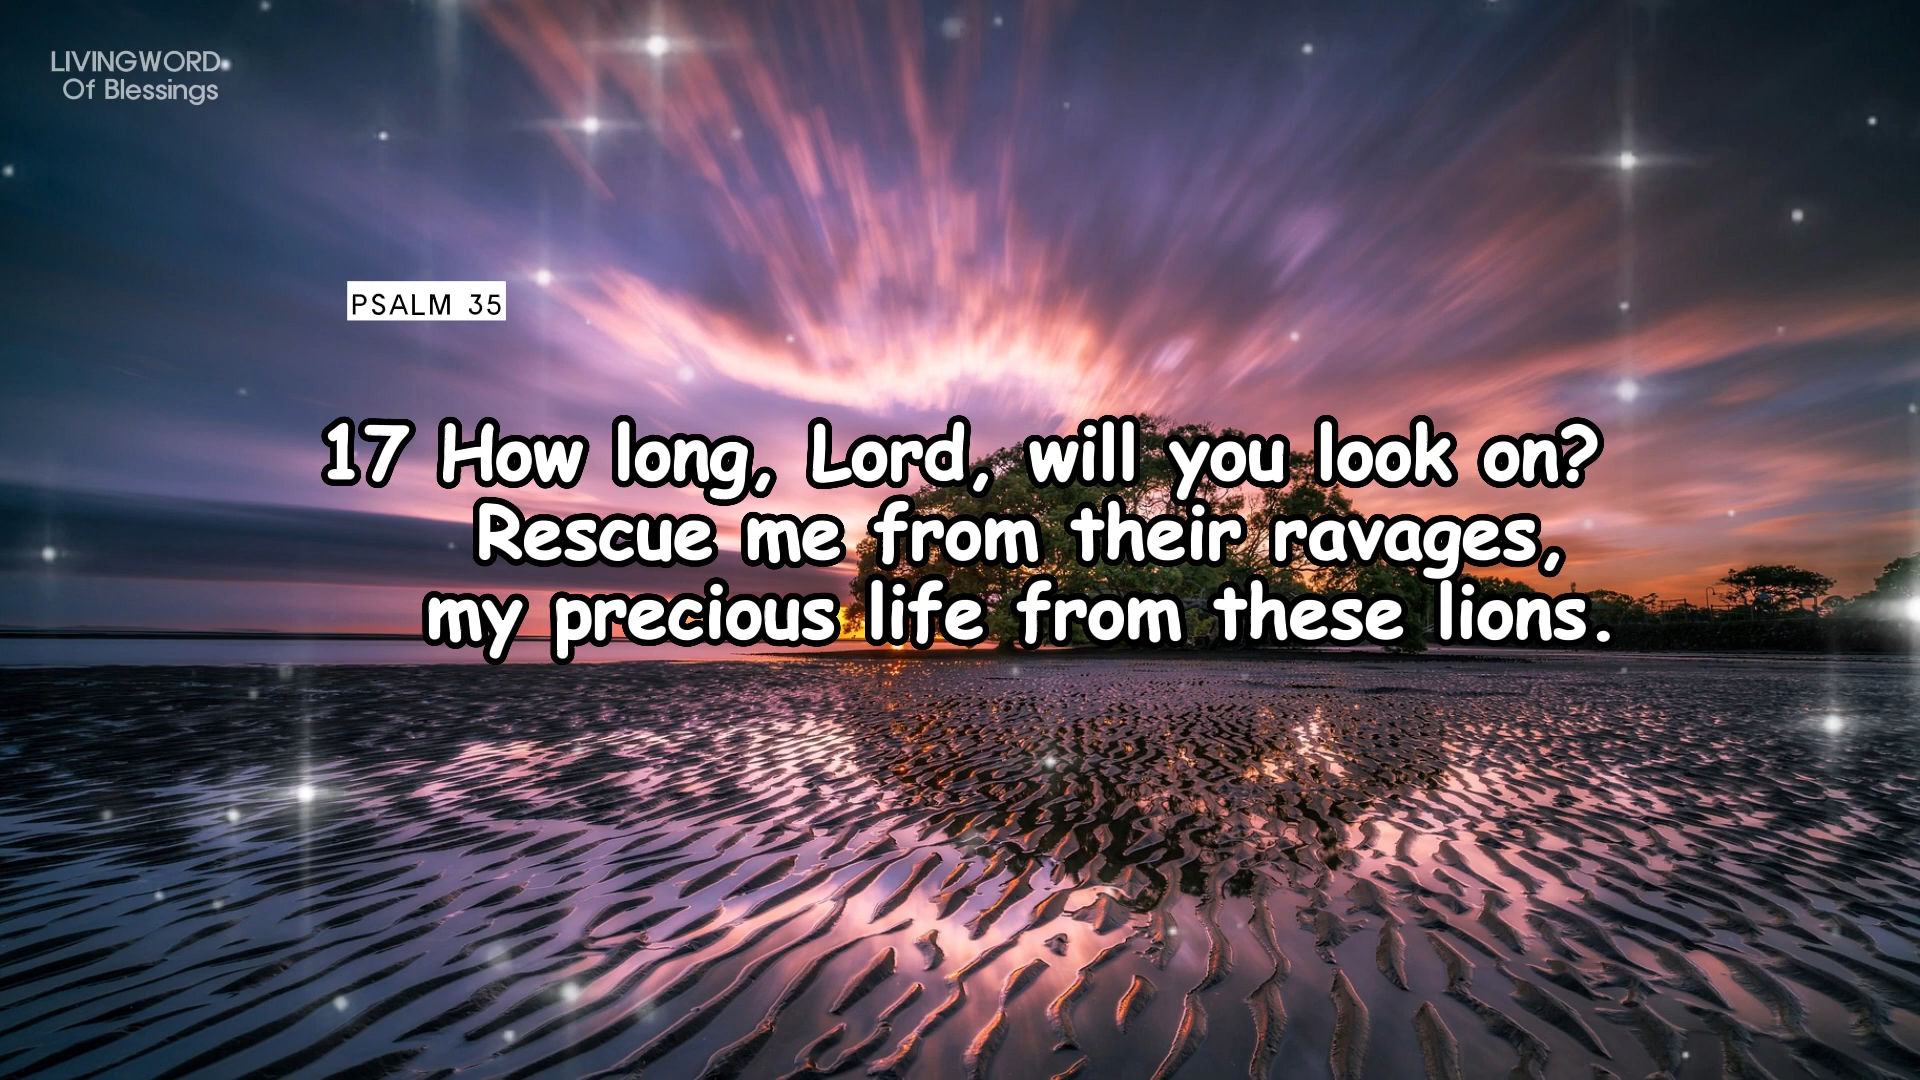 LIVINGWORD
Of Blessings
PSALM 35
17 How long, Lord, will you look on?
Rescue me from their ravages,
my precious life from these lions.